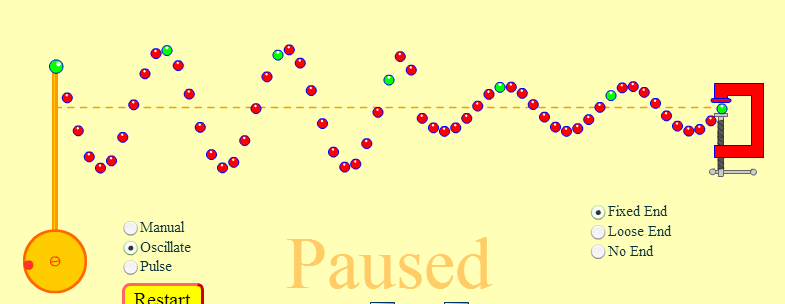 Manual
Oscillate
Pulse
Restart
Paused
Fixed End
Loose End
No End